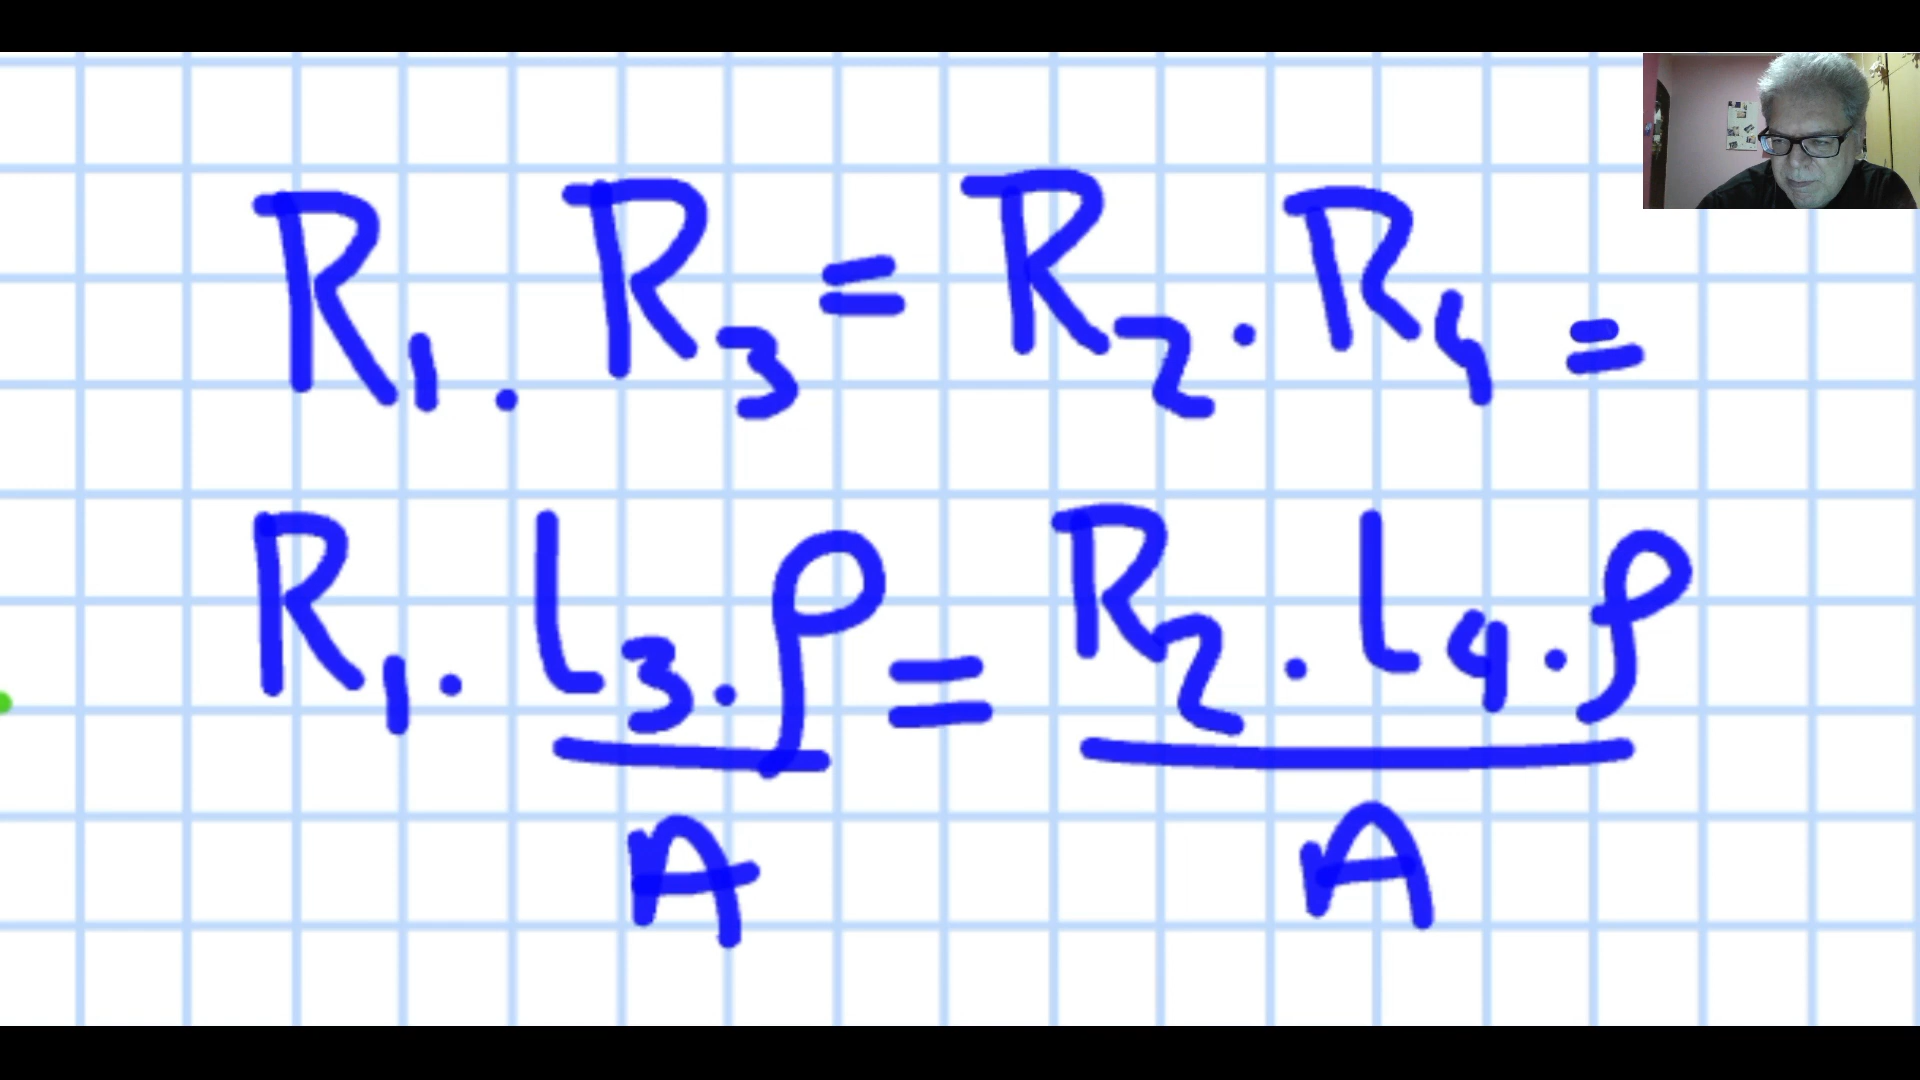 R₁ . R₃ = R₂ . R₄ =
R₁ . l₃ . ρ / A = R₂ . l₄ . ρ / A